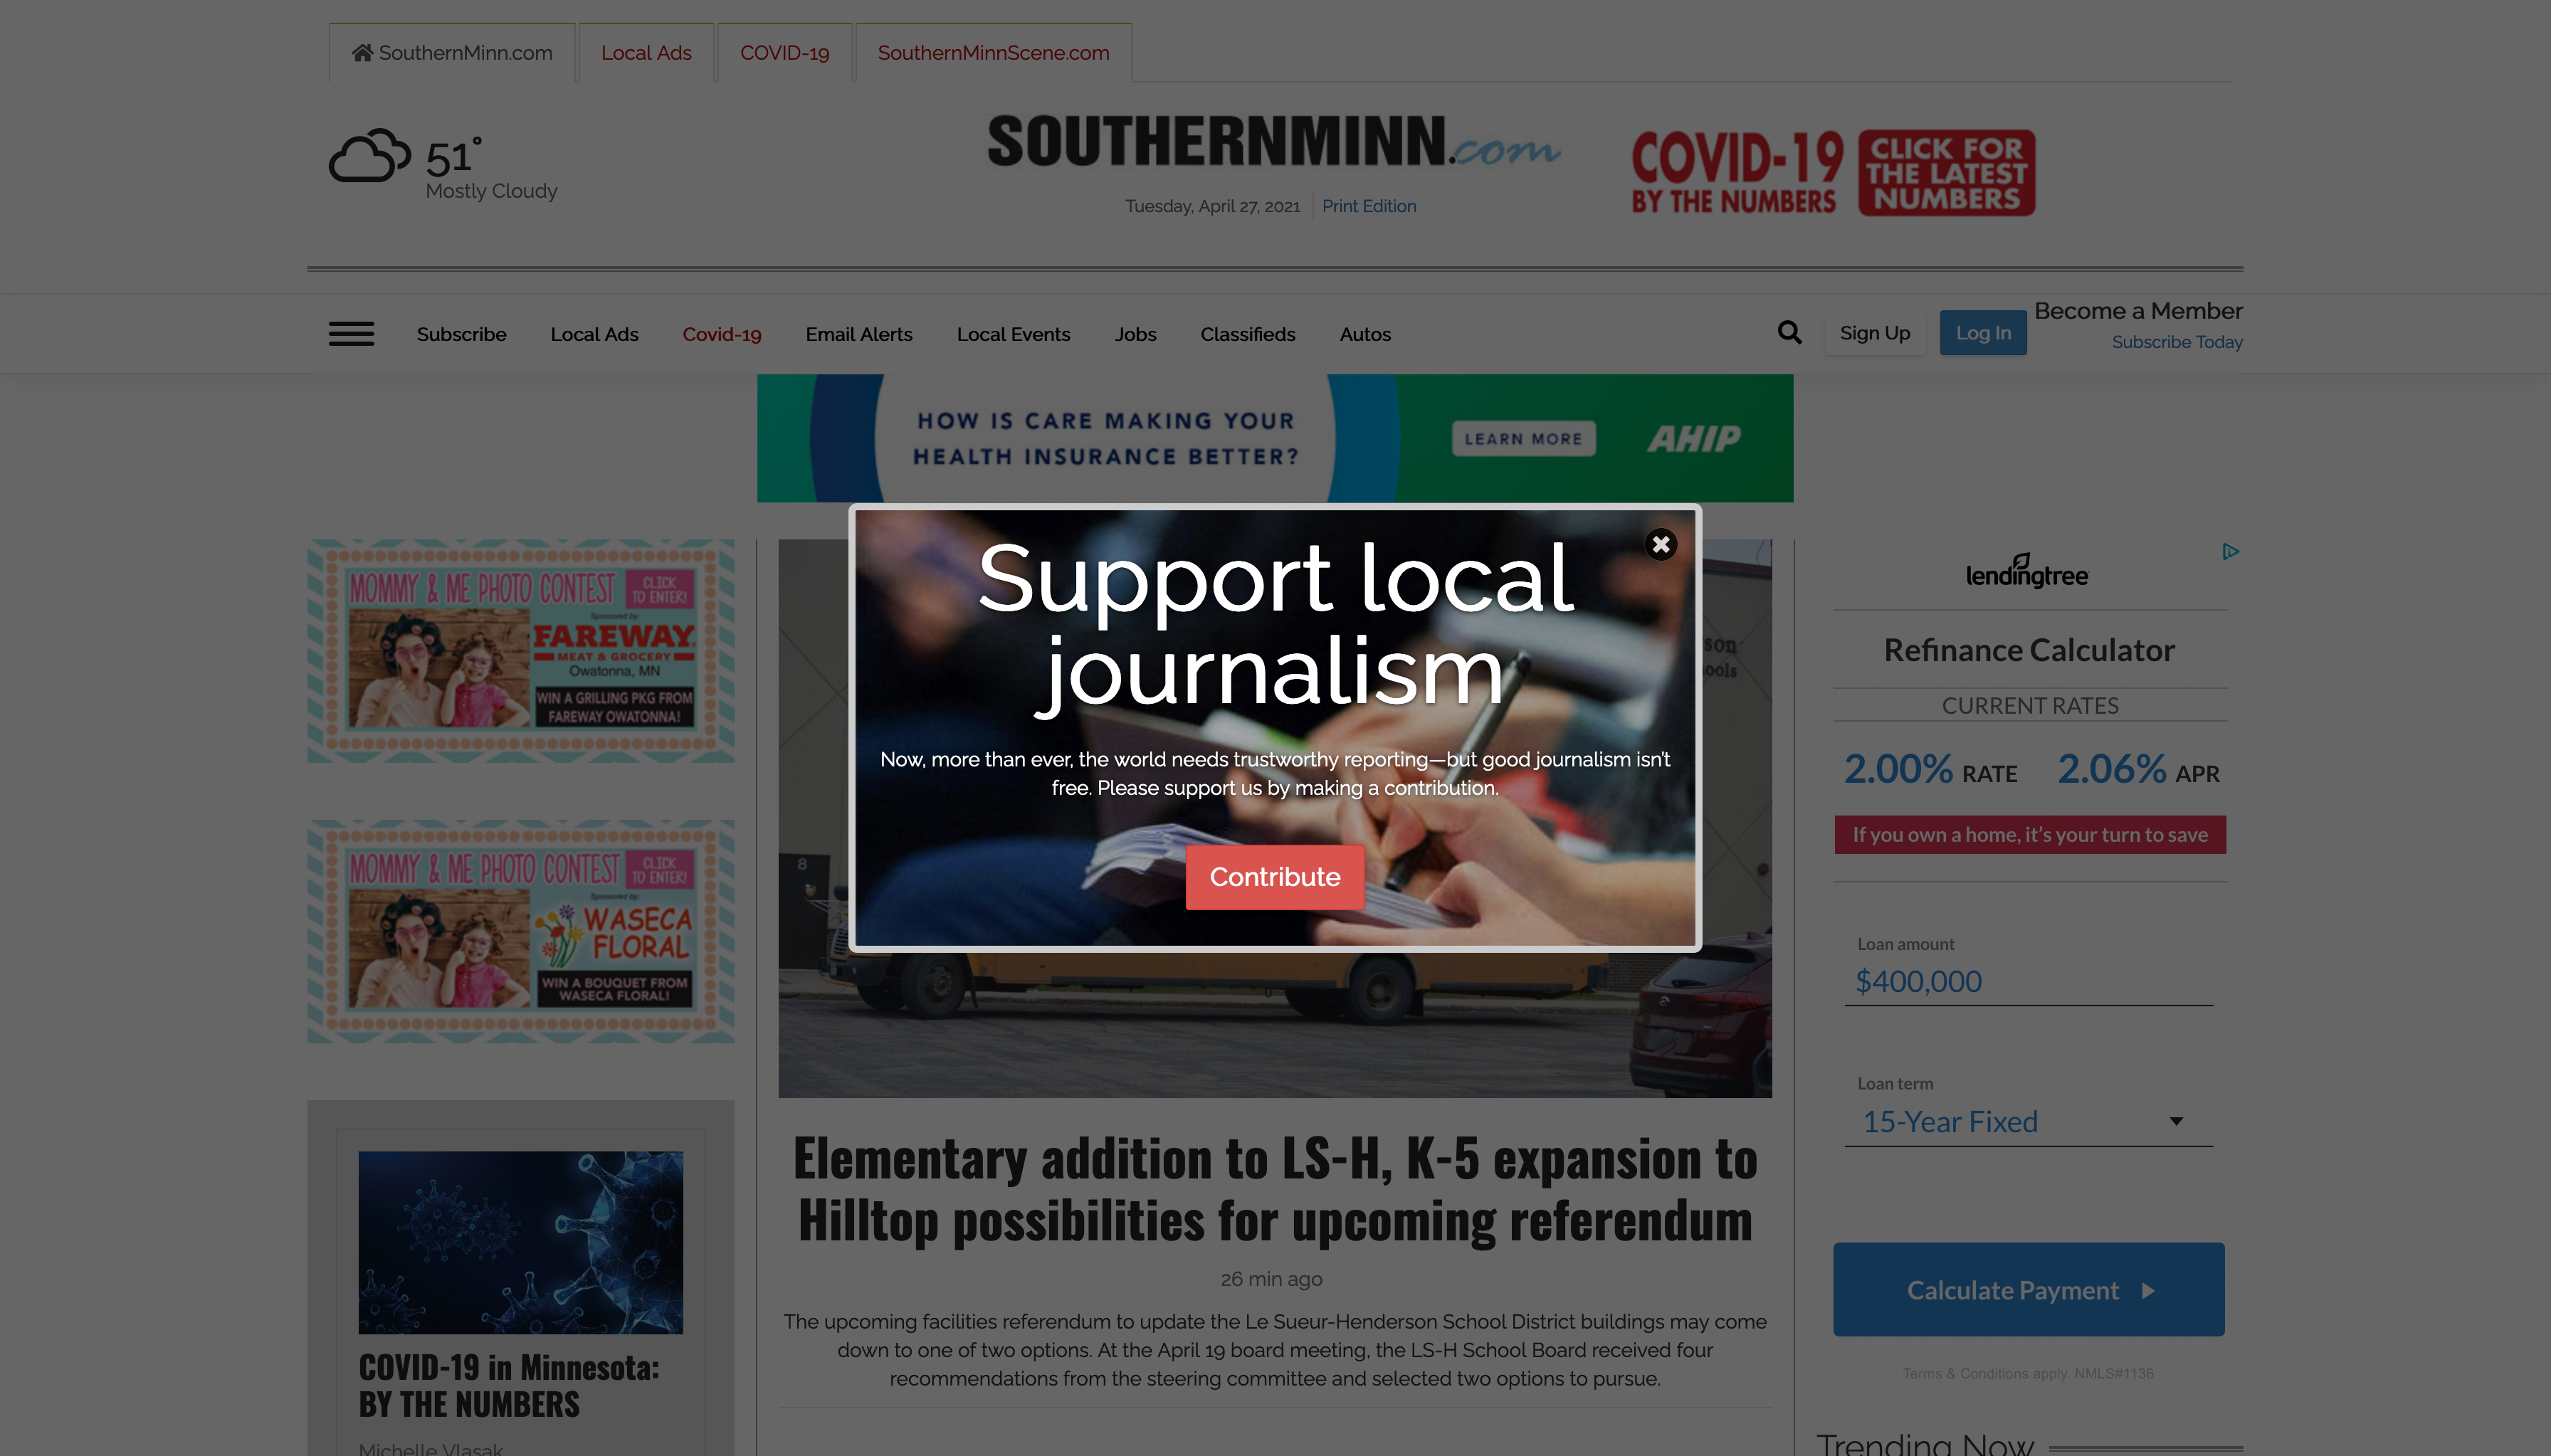 SouthernMinn.com
Local Ads
COVID-19
SouthernMinnScene.com
51°
Mostly Cloudy
SOUTHERNMINN.com
Tuesday, April 27, 2021
Print Edition
COVID-19
BY THE NUMBERS
CLICK FOR
THE LATEST
NUMBERS
Subscribe
Local Ads
Covid-19
Email Alerts
Local Events
Jobs
Classifieds
Autos
Sign Up
Log In
Become a Member
Subscribe Today
HOW IS CARE MAKING YOUR
HEALTH INSURANCE BETTER?
LEARN MORE
AHIP
MOMMY & ME PHOTO CONTEST
CLICK
TO ENTER!
Sponsored by:
FAREWAY
MEAT & GROCERY
Owatonna, MN
WIN A GRILLING PKG FROM
FAREWAY OWATONNA!
MOMMY & ME PHOTO CONTEST
CLICK
TO ENTER!
Sponsored by:
WASECA
FLORAL
WIN A BOUQUET FROM
WASECA FLORAL!
COVID-19 in Minnesota:
BY THE NUMBERS
Michelle Vlasak
Support local
journalism
Now, more than ever, the world needs trustworthy reporting—but good journalism isn't
free. Please support us by making a contribution.
Contribute
son
ools
8
Elementary addition to LS-H, K-5 expansion to
Hilltop possibilities for upcoming referendum
26 min ago
The upcoming facilities referendum to update the Le Sueur-Henderson School District buildings may come
down to one of two options. At the April 19 board meeting, the LS-H School Board received four
recommendations from the steering committee and selected two options to pursue.
lendingtree
Refinance Calculator
CURRENT RATES
2.00% RATE 2.06% APR
If you own a home, it's your turn to save
Loan amount
$400,000
Loan term
15-Year Fixed
Calculate Payment
Terms & Conditions apply. NMLS#1136
Trending Now